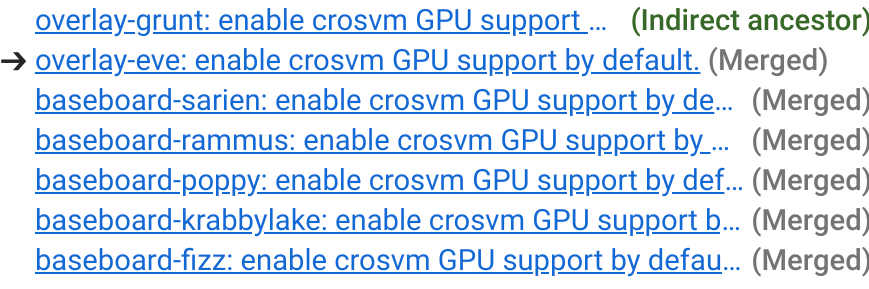 overlay-grunt: enable crosvm GPU support ... (Indirect ancestor)
→ overlay-eve: enable crosvm GPU support by default. (Merged)
baseboard-sarien: enable crosvm GPU support by de... (Merged)
baseboard-rammus: enable crosvm GPU support by ... (Merged)
baseboard-poppy: enable crosvm GPU support by def... (Merged)
baseboard-krabbylake: enable crosvm GPU support b... (Merged)
baseboard-fizz: enable crosvm GPU support by defau... (Merged)